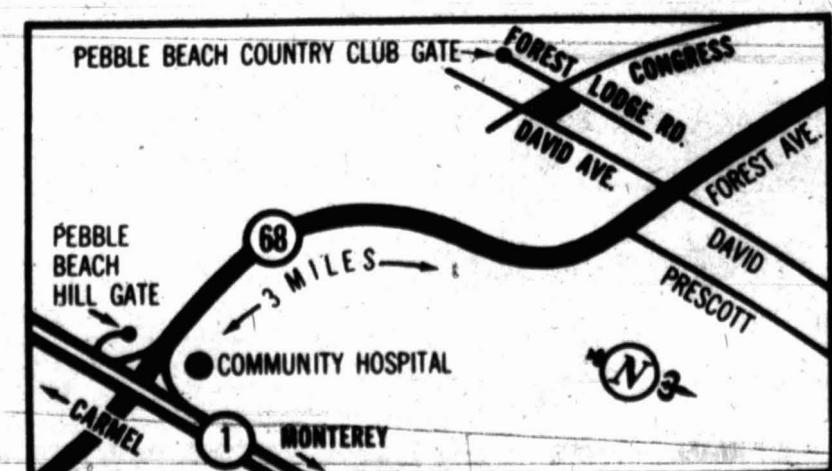 PEBBLE BEACH COUNTRY CLUB GATE
FOREST LODGE RD.
CONGRESS
DAVID AVE.
FOREST AVE.
68
PEBBLE
BEACH
HILL GATE
3 MILES
DAVID
PRESCOTT
COMMUNITY HOSPITAL
N
CARMEL
1
MONTEREY